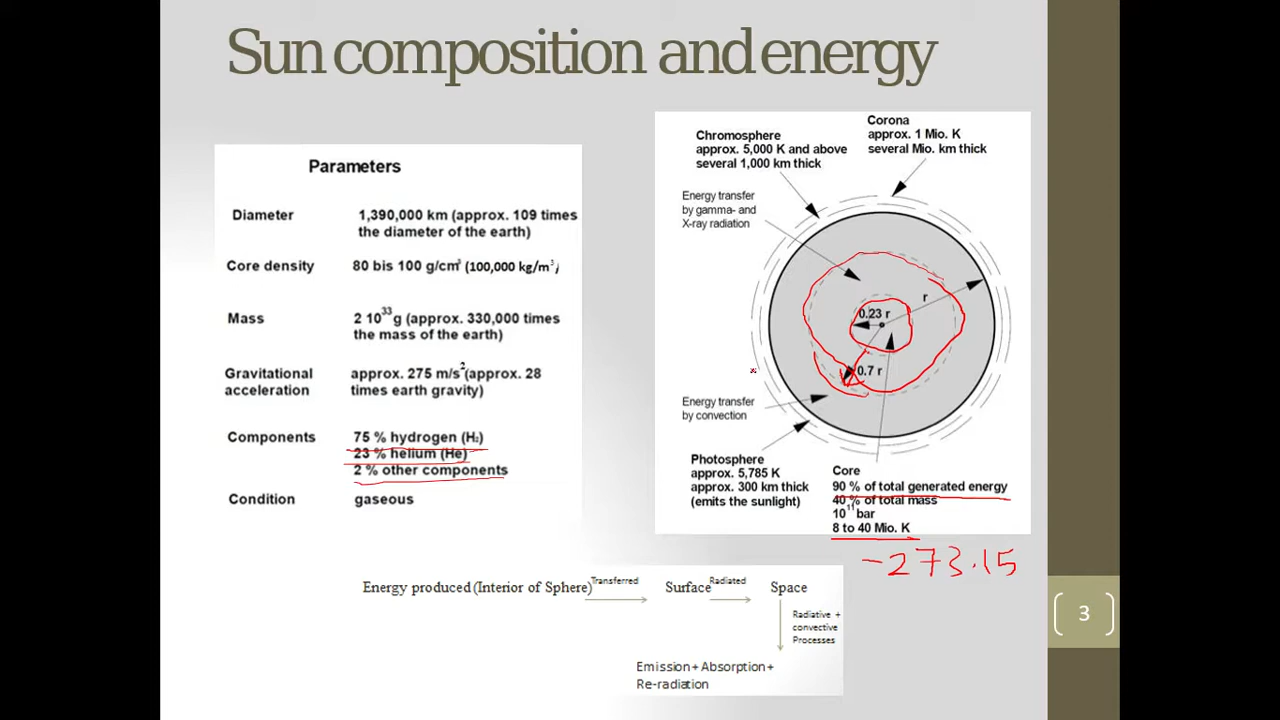 Sun composition and energy
Parameters
Diameter 1,390,000 km (approx. 109 times
the diameter of the earth)
Core density 80 bis 100 g/cm³ (100,000 kg/m³/
Mass 2 10³³g (approx. 330,000 times
the mass of the earth)
Gravitational approx. 275 m/s² (approx. 28
acceleration times earth gravity)
Components 75 % hydrogen (H₂)
23 % helium (He)
2 % other components
Condition gaseous
Corona
approx. 1 Mio. K
several Mio. km thick
Chromosphere
approx. 5,000 K and above
several 1,000 km thick
Energy transfer
by gamma- and
X-ray radiation
r
0.23 r
0.7 r
Energy transfer
by convection
Photosphere
approx. 5,785 K
approx. 300 km thick
(emits the sunlight)
Core
90 % of total generated energy
40 % of total mass
10¹¹ bar
8 to 40 Mio. K
-273.15
Energy produced (Interior of Sphere) Transferred Surface Radiated Space
Radiative +
convective
Processes
Emission + Absorption +
Re-radiation
3